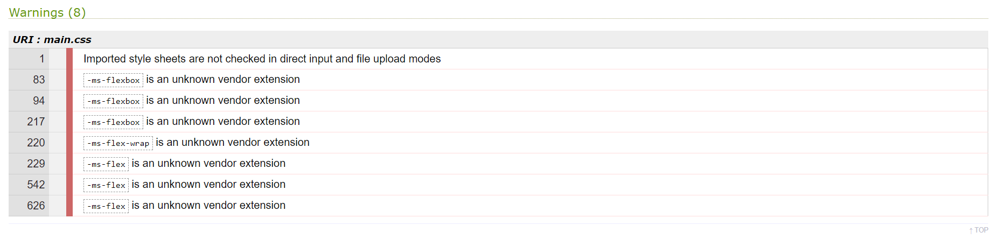 Warnings (8)
URI : main.css
1 Imported style sheets are not checked in direct input and file upload modes
83 -ms-flexbox is an unknown vendor extension
94 -ms-flexbox is an unknown vendor extension
217 -ms-flexbox is an unknown vendor extension
220 -ms-flex-wrap is an unknown vendor extension
229 -ms-flex is an unknown vendor extension
542 -ms-flex is an unknown vendor extension
626 -ms-flex is an unknown vendor extension
↑ TOP